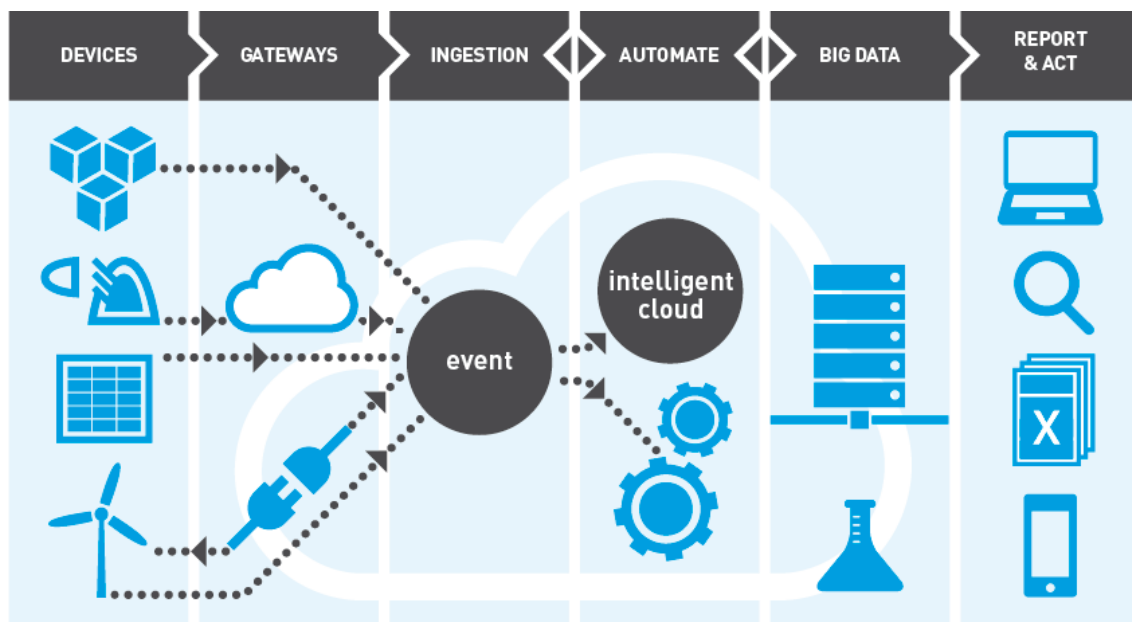 DEVICES
GATEWAYS
INGESTION
AUTOMATE
BIG DATA
REPORT
& ACT
intelligent
cloud
event
X